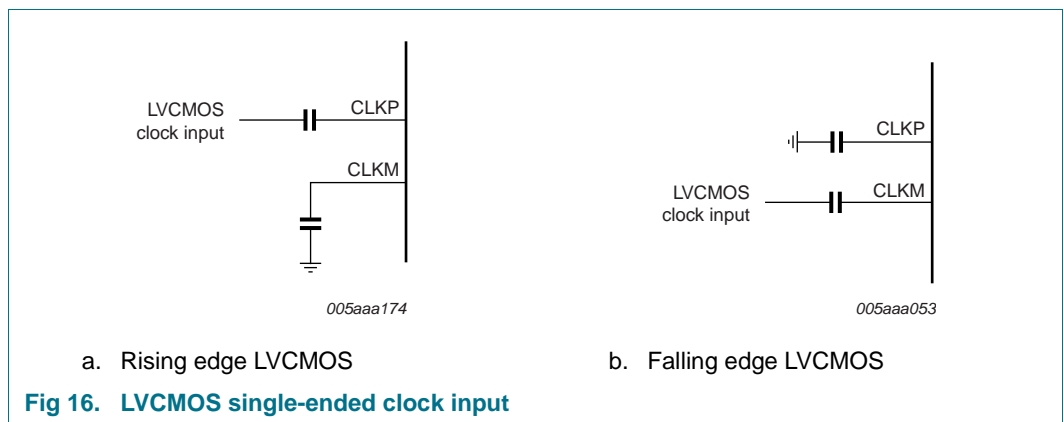 LVCMOS
clock input
CLKP
CLKM
005aaa174
a. Rising edge LVCMOS
CLKP
LVCMOS
clock input
CLKM
005aaa053
b. Falling edge LVCMOS
Fig 16. LVCMOS single-ended clock input